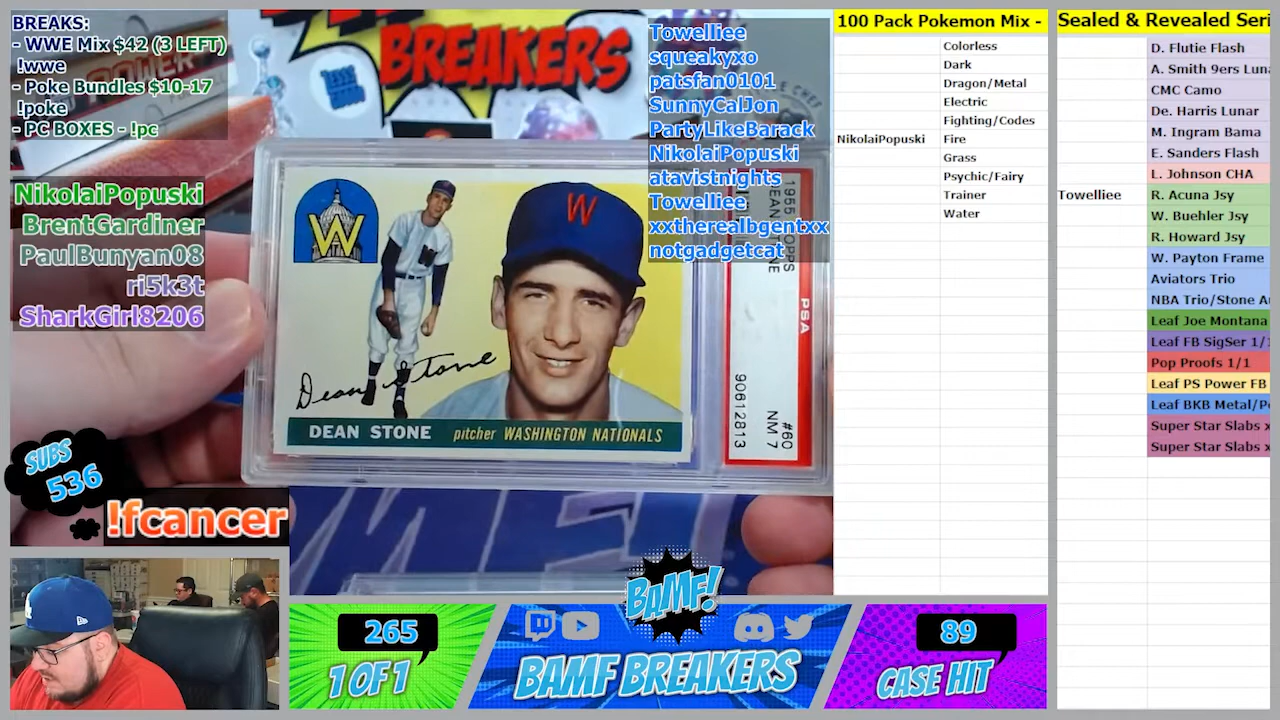 BREAKS:
- WWE Mix $42 (3 LEFT)
!wwe
- Poke Bundles $10-17
!poke
- PC BOXES - !pc
NikolaiPopuski
BrentGardiner
PaulBunyan08
ri5k3t
SharkGirl8206
SUBS
536
!fcancer
BREAKERS
Towelliee
squeakyxo
patsfan0101
SunnyCalJon
PartyLikeBarack
NikolaiPopuski
atavistnights
Towelliee
xxtherealbgentxx
notgadgetcat
W
W
Dean Stone
DEAN STONE pitcher WASHINGTON NATIONALS
1955 TOPPS
DEAN STONE
#60
NM 7
PSA
90612813
BAMF!
265
1 OF 1
BAMF BREAKERS
89
CASE HIT
100 Pack Pokemon Mix -
Colorless
Dark
Dragon/Metal
Electric
Fighting/Codes
NikolaiPopuski Fire
Grass
Psychic/Fairy
Trainer
Water
Sealed & Revealed Seri
D. Flutie Flash
A. Smith 9ers Luna
CMC Camo
De. Harris Lunar
M. Ingram Bama
E. Sanders Flash
L. Johnson CHA
Towelliee R. Acuna Jsy
W. Buehler Jsy
R. Howard Jsy
W. Payton Frame
Aviators Trio
NBA Trio/Stone A
Leaf Joe Montana
Leaf FB SigSer 1/1
Pop Proofs 1/1
Leaf PS Power FB
Leaf BKB Metal/P
Super Star Slabs x
Super Star Slabs x